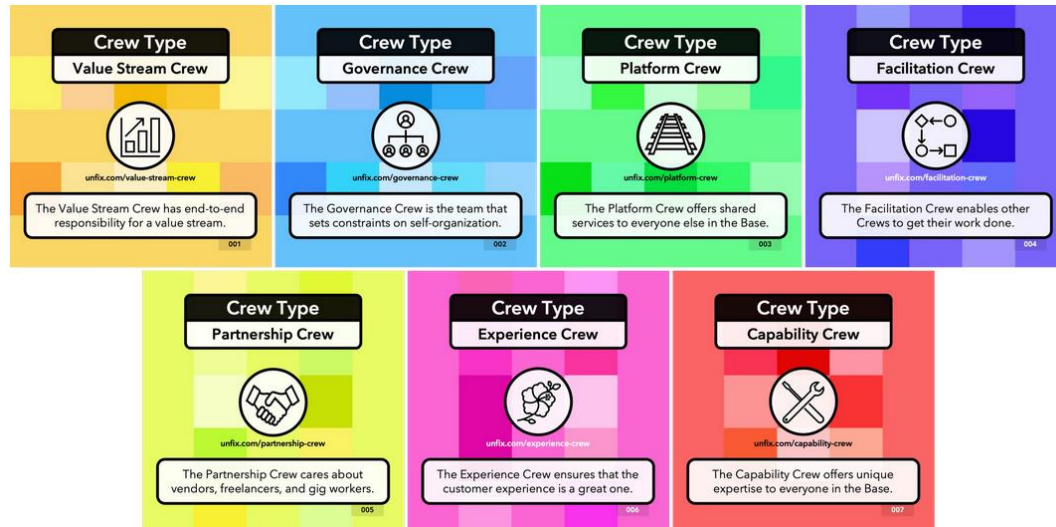 Crew Type
Value Stream Crew
unfix.com/value-stream-crew
The Value Stream Crew has end-to-end
responsibility for a value stream.
001
Crew Type
Governance Crew
unfix.com/governance-crew
The Governance Crew is the team that
sets constraints on self-organization.
002
Crew Type
Platform Crew
unfix.com/platform-crew
The Platform Crew offers shared
services to everyone else in the Base.
003
Crew Type
Facilitation Crew
unfix.com/facilitation-crew
The Facilitation Crew enables other
Crews to get their work done.
004
Crew Type
Partnership Crew
unfix.com/partnership-crew
The Partnership Crew cares about
vendors, freelancers, and gig workers.
005
Crew Type
Experience Crew
unfix.com/experience-crew
The Experience Crew ensures that the
customer experience is a great one.
006
Crew Type
Capability Crew
unfix.com/capability-crew
The Capability Crew offers unique
expertise to everyone in the Base.
007